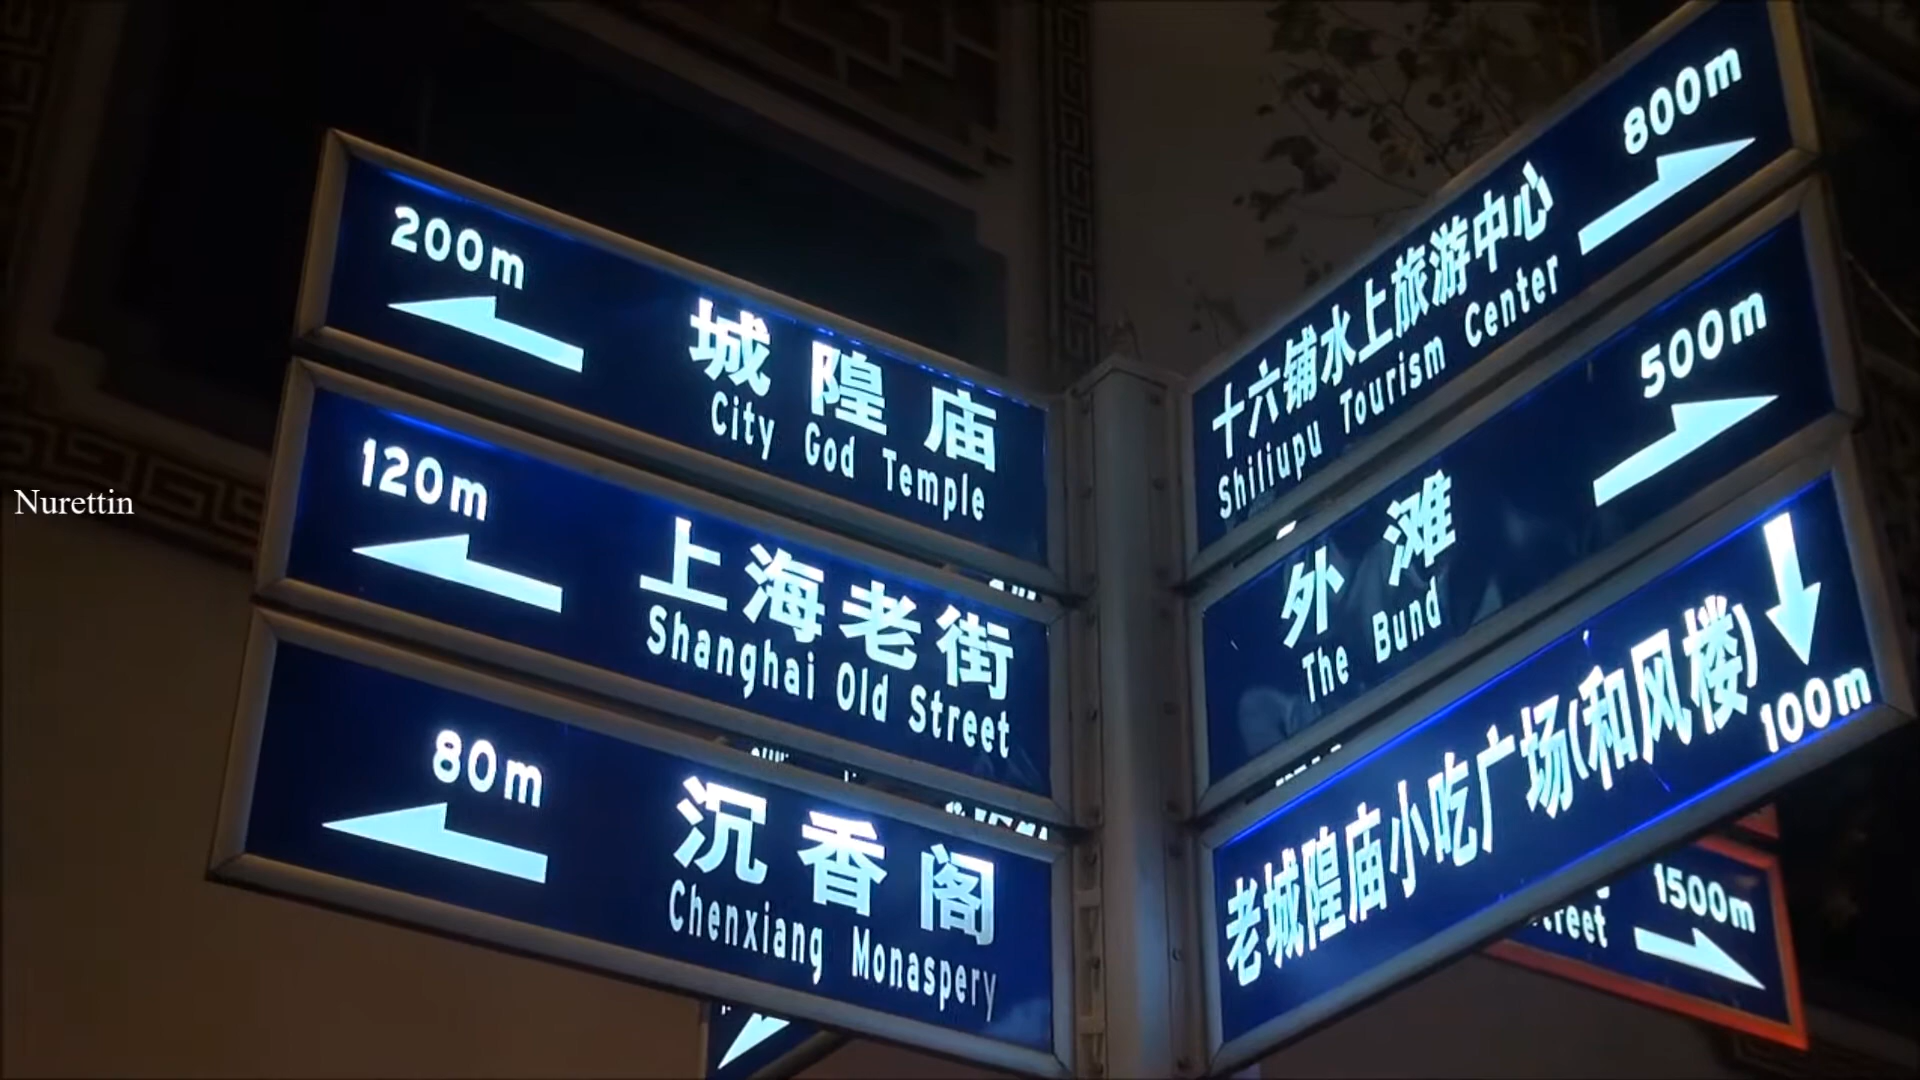 Nurettin
200m
城隍庙
City God Temple
120m
上海老街
Shanghai Old Street
80m
沉香阁
Chenxiang Monaspery
800m
十六铺水上旅游中心
Shiliupu Tourism Center
500m
外滩
The Bund
老城隍庙小吃广场(和风楼)
100m
1500m